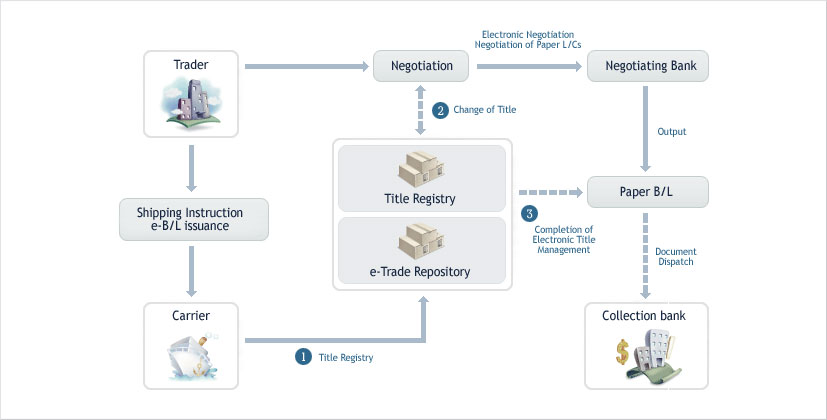 Electronic Negotiation
Negotiation of Paper L/Cs
Trader
Negotiation
Negotiating Bank
2
Change of Title
Output
Title Registry
Paper B/L
Shipping Instruction
e-B/L issuance
3
Completion of
Electronic Title
Management
e-Trade Repository
Document
Dispatch
Carrier
Collection bank
$
1
Title Registry